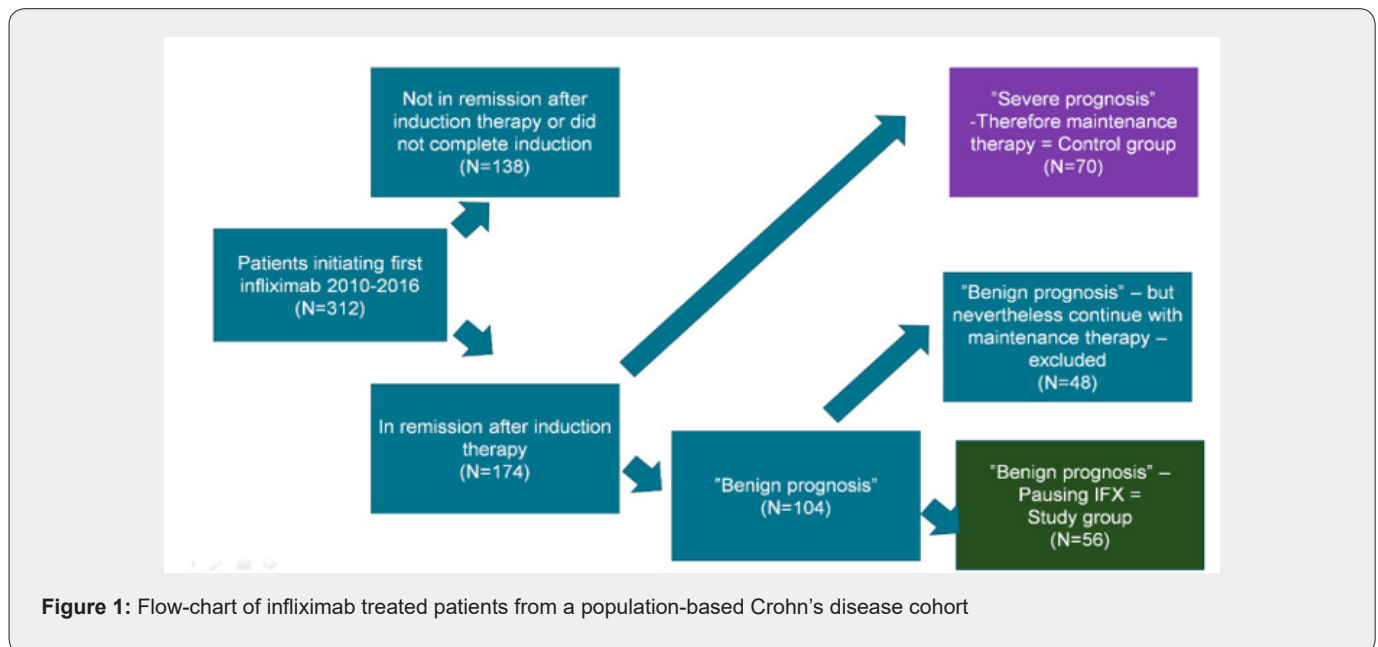 Not in remission after
induction therapy or did
not complete induction
(N=138)
"Severe prognosis"
-Therefore maintenance
therapy = Control group
(N=70)
Patients initiating first
infliximab 2010-2016
(N=312)
"Benign prognosis" – but
nevertheless continue with
maintenance therapy –
excluded
(N=48)
In remission after induction
therapy
(N=174)
"Benign prognosis"
(N=104)
"Benign prognosis" –
Pausing IFX =
Study group
(N=56)
Figure 1: Flow-chart of infliximab treated patients from a population-based Crohn's disease cohort